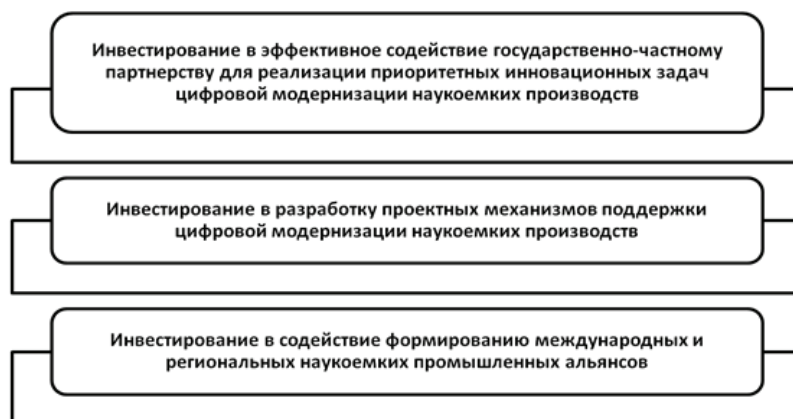 Инвестирование в эффективное содействие государственно-частному
партнерству для реализации приоритетных инновационных задач
цифровой модернизации наукоемких производств
Инвестирование в разработку проектных механизмов поддержки
цифровой модернизации наукоемких производств
Инвестирование в содействие формированию международных и
региональных наукоемких промышленных альянсов